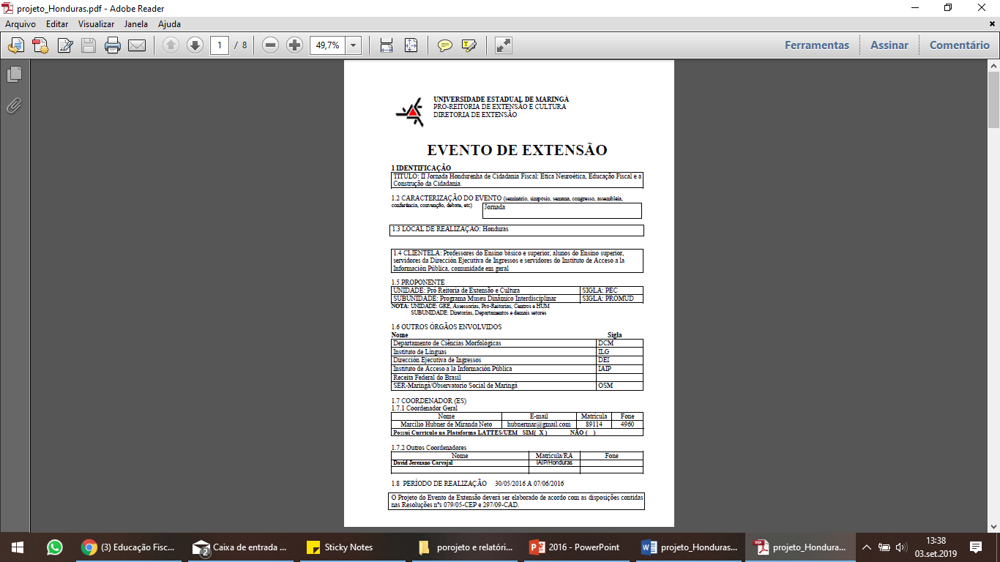 projeto_Honduras.pdf - Adobe Reader
Arquivo Editar Visualizar Janela Ajuda
1 / 8 49,7% Ferramentas Assinar Comentário
UNIVERSIDADE ESTADUAL DE MARINGÁ
PRO-REITORIA DE EXTENSÃO E CULTURA
DIRETORIA DE EXTENSÃO
EVENTO DE EXTENSÃO
1 IDENTIFICAÇÃO
TÍTULO: II Jornada Hondurenha de Cidadania Fiscal: Ética Neuroética, Educação Fiscal e a
Construção da Cidadania.
1.2 CARACTERIZAÇÃO DO EVENTO (seminário, simpósio, semana, congresso, assembleia,
conferência, convenção, debate, etc) Jornada
1.3 LOCAL DE REALIZAÇÃO: Honduras
1.4 CLIENTELA: Professores do Ensino básico e superior, alunos do Ensino superior,
servidores da Dirección Ejecutiva de Ingressos e servidores do Instituto de Acceso a la
Información Pública, comunidade em geral
1.5 PROPONENTE
UNIDADE: Pró Reitoria de Extensão e Cultura SIGLA: PEC
SUBUNIDADE: Programa Museu Dinâmico Interdisciplinar SIGLA: PROMUD
NOTA: UNIDADE: GRE, Assessorias, Pró-Reitorias, Centros e HUM
SUBUNIDADE: Diretorias, Departamentos e demais setores
1.6 OUTROS ÓRGÃOS ENVOLVIDOS
Nome Sigla
Departamento de Ciências Morfológicas DCM
Instituto de Línguas ILG
Dirección Ejecutiva de Ingressos DEI
Instituto de Acceso a la Información Pública IAIP
Receita Federal do Brasil
SER-Maringá/Observatorio Social de Maringá OSM
1.7 COORDENADOR (ES)
1.7.1 Coordenador Geral
Nome E-mail Matrícula Fone
Marcílio Hubner de Miranda Neto hubnermar@gmail.com 89114 4960
Possui Currículo na Plataforma LATTES/UEM SIM( X ) NÃO ( )
1.7.2 Outros Coordenadores
Nome Matrícula/RA Fone
David Jerezano Carvajal IAIP/Honduras
1.8 PERÍODO DE REALIZAÇÃO 30/05/2016 A 07/06/2016
O Projeto do Evento de Extensão deverá ser elaborado de acordo com as disposições contidas
nas Resoluções nºs 079/05-CEP e 297/09-CAD.
(3) Educação Fisc... 2 Caixa de entrada ... Sticky Notes porojeto e relatóri... 2016 - PowerPoint projeto_Honduras... projeto_Hondura... 13:38
03.set.2019